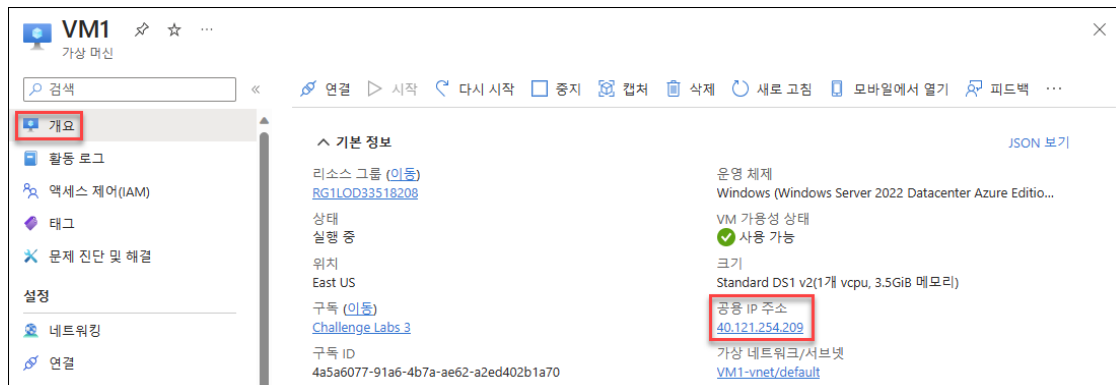 VM1
가상 머신
검색
연결 시작 다시 시작 중지 캡처 삭제 새로 고침 모바일에서 열기 피드백
개요
활동 로그
액세스 제어(IAM)
태그
문제 진단 및 해결
설정
네트워킹
연결
기본 정보
JSON 보기
리소스 그룹 (이동)
RG1LOD33518208
상태
실행 중
위치
East US
구독 (이동)
Challenge Labs 3
구독 ID
4a5a6077-91a6-4b7a-ae62-a2ed402b1a70
운영 체제
Windows (Windows Server 2022 Datacenter Azure Editio...
VM 가용성 상태
사용 가능
크기
Standard DS1 v2(1개 vcpu, 3.5GiB 메모리)
공용 IP 주소
40.121.254.209
가상 네트워크/서브넷
VM1-vnet/default